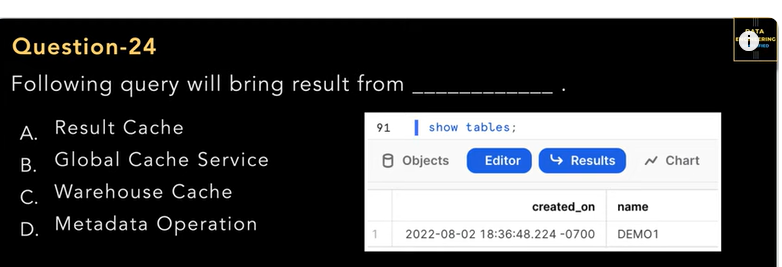 Question-24
DATA
Following query will bring result from ____________ .
A. Result Cache
B. Global Cache Service
C. Warehouse Cache
D. Metadata Operation
91 show tables;
Objects Editor Results Chart
created_on name
1 2022-08-02 18:36:48.224 -0700 DEMO1